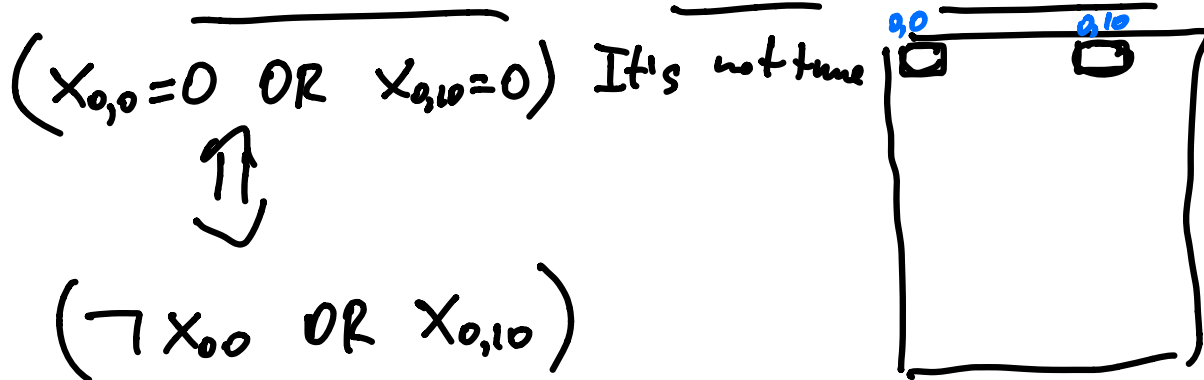 0,0 0,10
(X₀,₀=0 OR X₀,₁₀=0) It's not true
⇕
(¬X₀₀ OR X₀,₁₀)